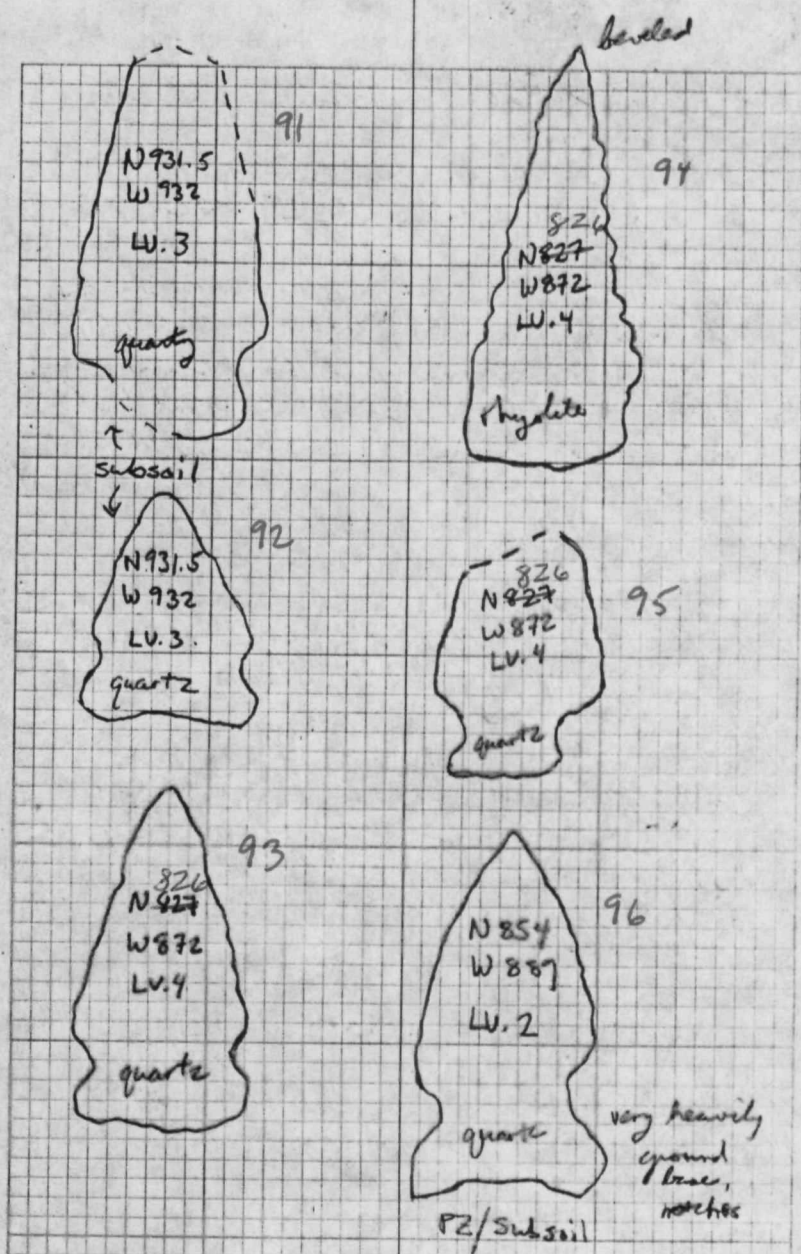 91
N931.5
W932
LV.3
quartz
subsoil
92
N931.5
W932
LV.3.
quartz
93
826
N827
W872
LV.4
quartz
beveled
94
826
N827
W872
LV.4
rhyolite
95
826
N827
W872
LV.4
quartz
96
N854
W889
LV.2
quartz
very heavily
ground
base,
notches
PZ/Subsoil